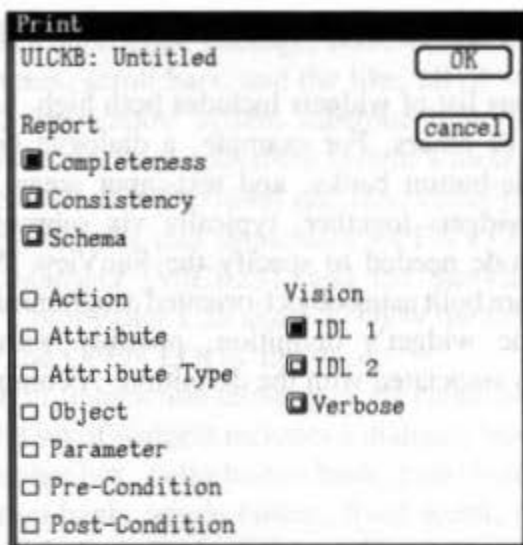 Print
UICKB: Untitled
OK
Report
cancel
Completeness
Consistency
Schema
Action
Attribute
Attribute Type
Object
Parameter
Pre-Condition
Post-Condition
Vision
IDL 1
IDL 2
Verbose